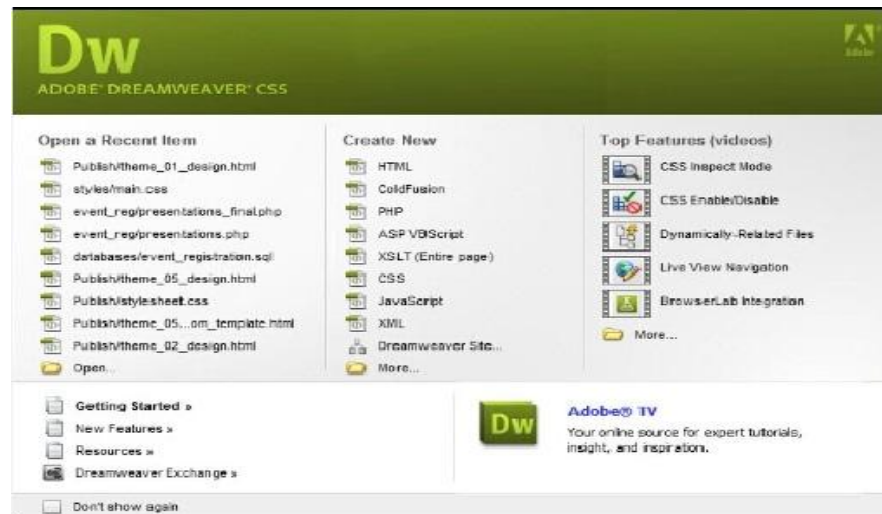 Dw
ADOBE® DREAMWEAVER® CS5
Adobe
Open a Recent Item
Publish/theme_01_design.html
styles/main.css
event_reg/presentations_final.php
event_reg/presentations.php
databases/event_registration.sql
Publish/theme_05_design.html
Publish/stylesheet.css
Publish/theme_05...om_template.html
Publish/theme_02_design.html
Open...
Create New
HTML
ColdFusion
PHP
ASP VBScript
XSLT (Entire page)
CSS
JavaScript
XML
Dreamweaver Site...
More...
Top Features (videos)
CSS Inspect Mode
CSS Enable/Disable
Dynamically-Related Files
Live View Navigation
BrowserLab Integration
More...
Getting Started »
New Features »
Resources »
Dreamweaver Exchange »
Dw
Adobe® TV
Your online source for expert tutorials,
insight, and inspiration.
Don't show again